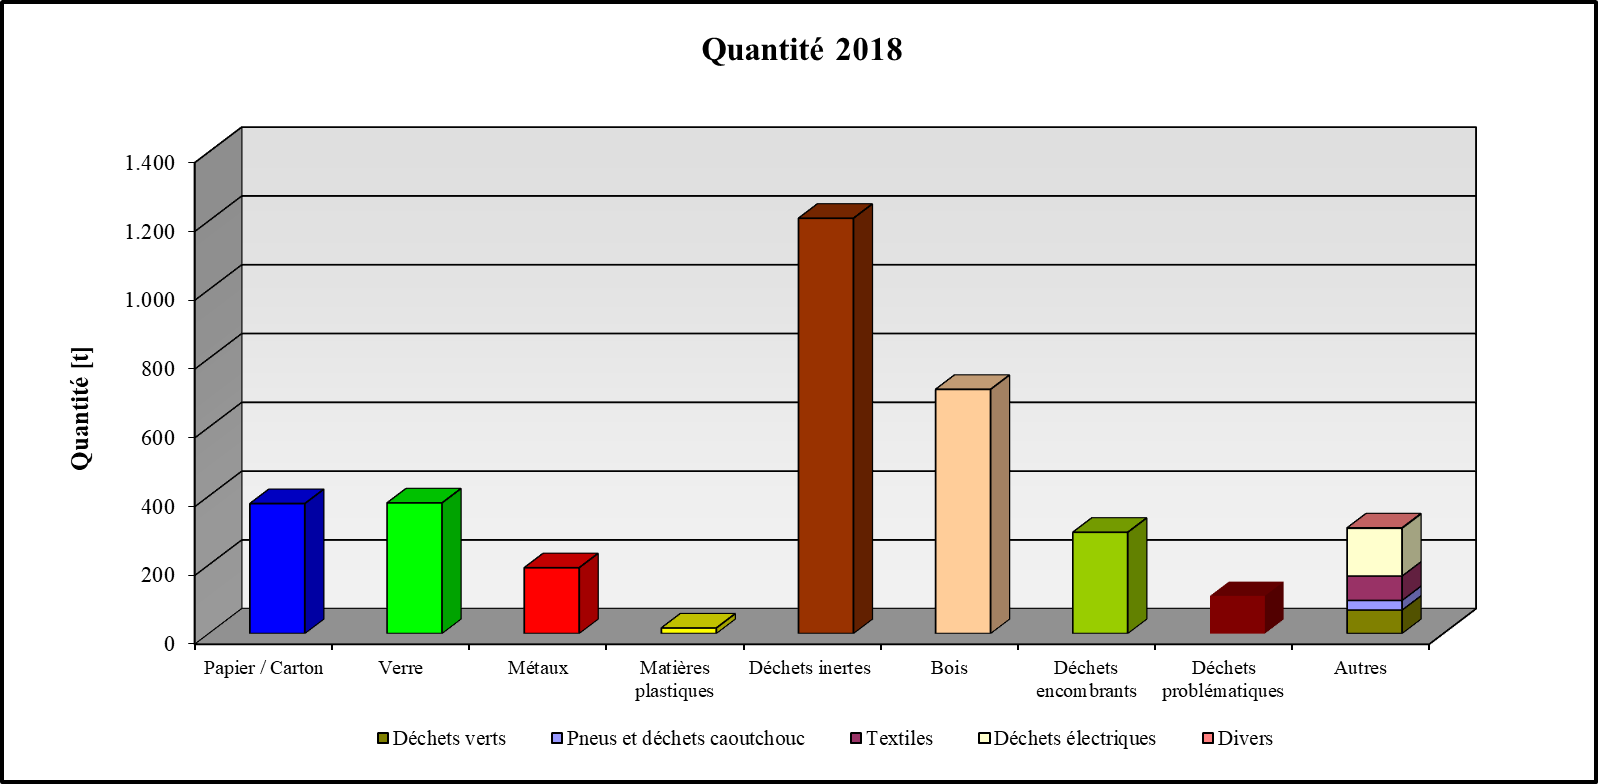 Quantité 2018
Quantité [t]
1.400
1.200
1.000
800
600
400
200
0
Papier / Carton
Verre
Métaux
Matières
plastiques
Déchets inertes
Bois
Déchets
encombrants
Déchets
problématiques
Autres
Déchets verts
Pneus et déchets caoutchouc
Textiles
Déchets électriques
Divers